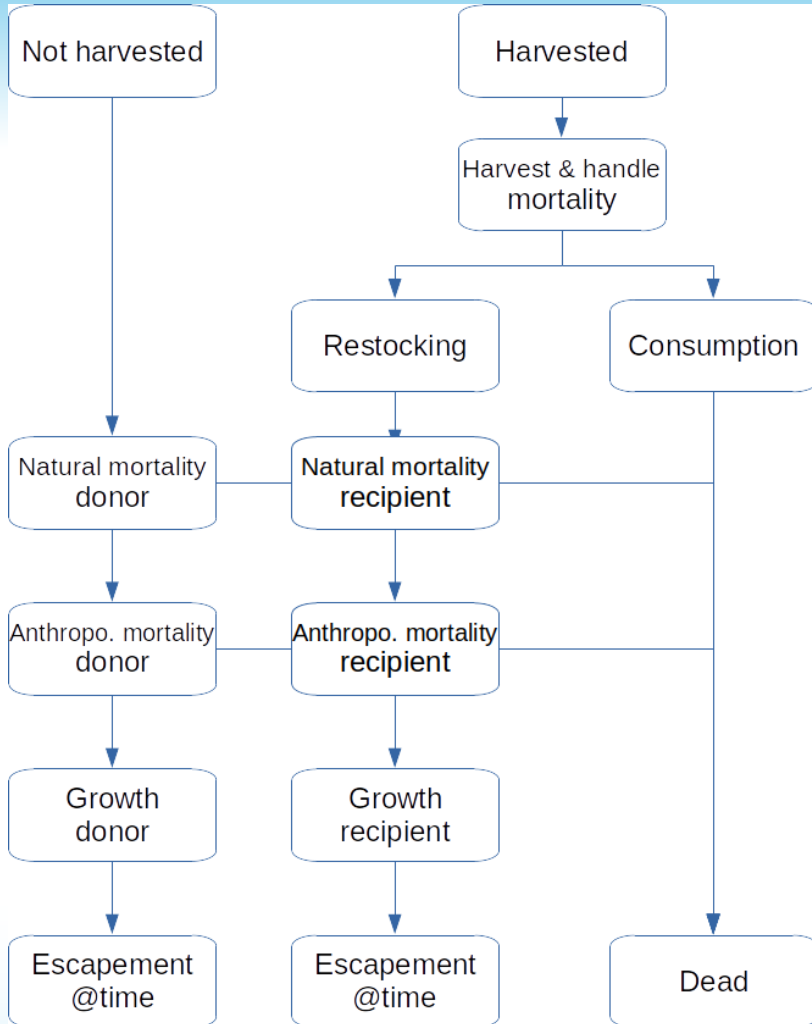 Not harvested
Harvested
Harvest & handle
mortality
Restocking
Consumption
Natural mortality
donor
Natural mortality
recipient
Anthropo. mortality
donor
Anthropo. mortality
recipient
Growth
donor
Growth
recipient
Escapement
@time
Escapement
@time
Dead